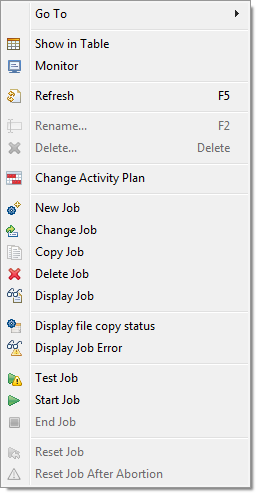 Go To
Show in Table
Monitor
Refresh F5
Rename... F2
Delete... Delete
Change Activity Plan
New Job
Change Job
Copy Job
Delete Job
Display Job
Display file copy status
Display Job Error
Test Job
Start Job
End Job
Reset Job
Reset Job After Abortion